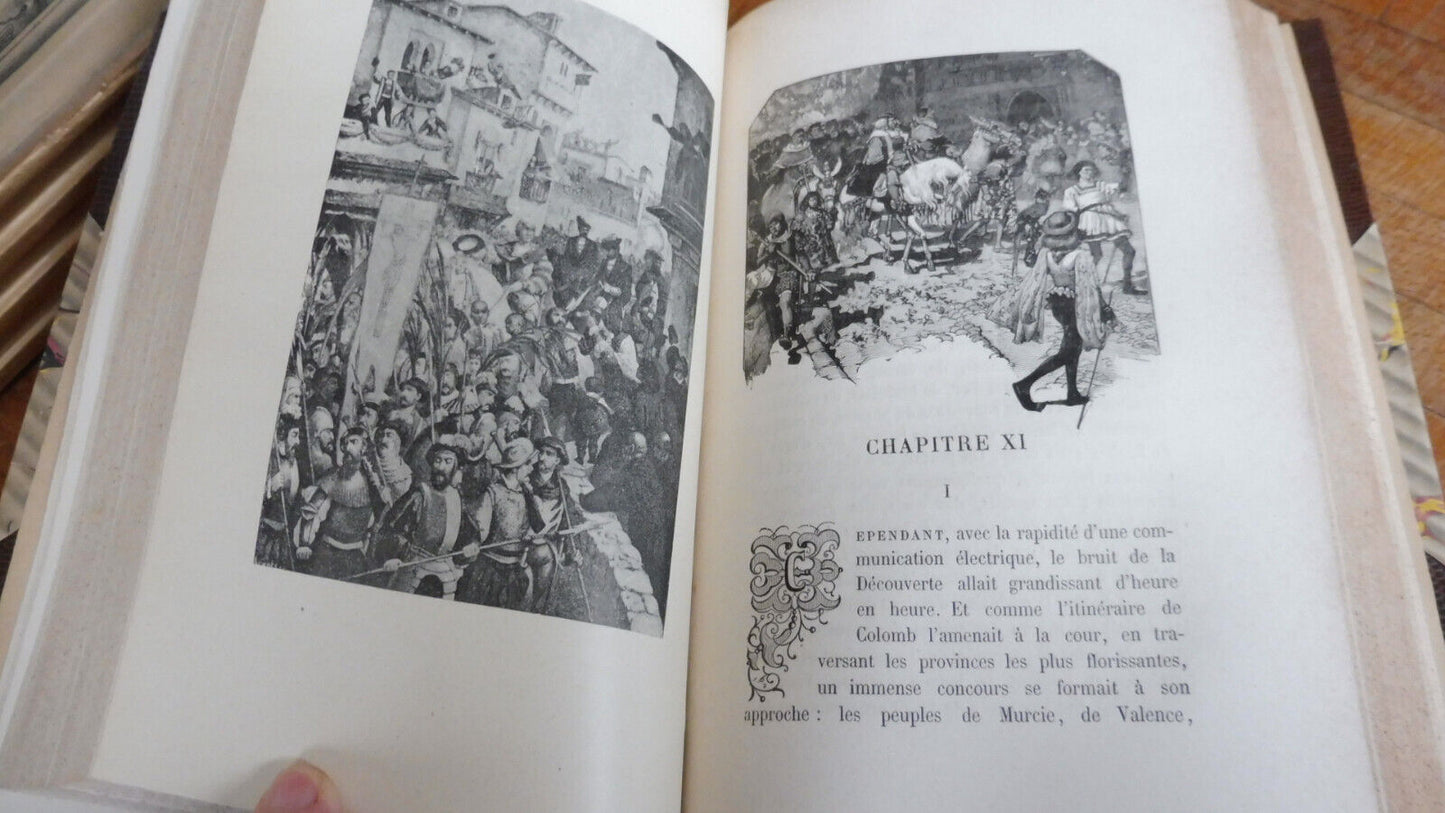 CHAPITRE XI
I
CEPENDANT, avec la rapidité d'une com-
munication électrique, le bruit de la
Découverte allait grandissant d'heure
en heure. Et comme l'itinéraire de
Colomb l'amenait à la cour, en tra-
versant les provinces les plus florissantes,
un immense concours se formait à son
approche : les peuples de Murcie, de Valence,